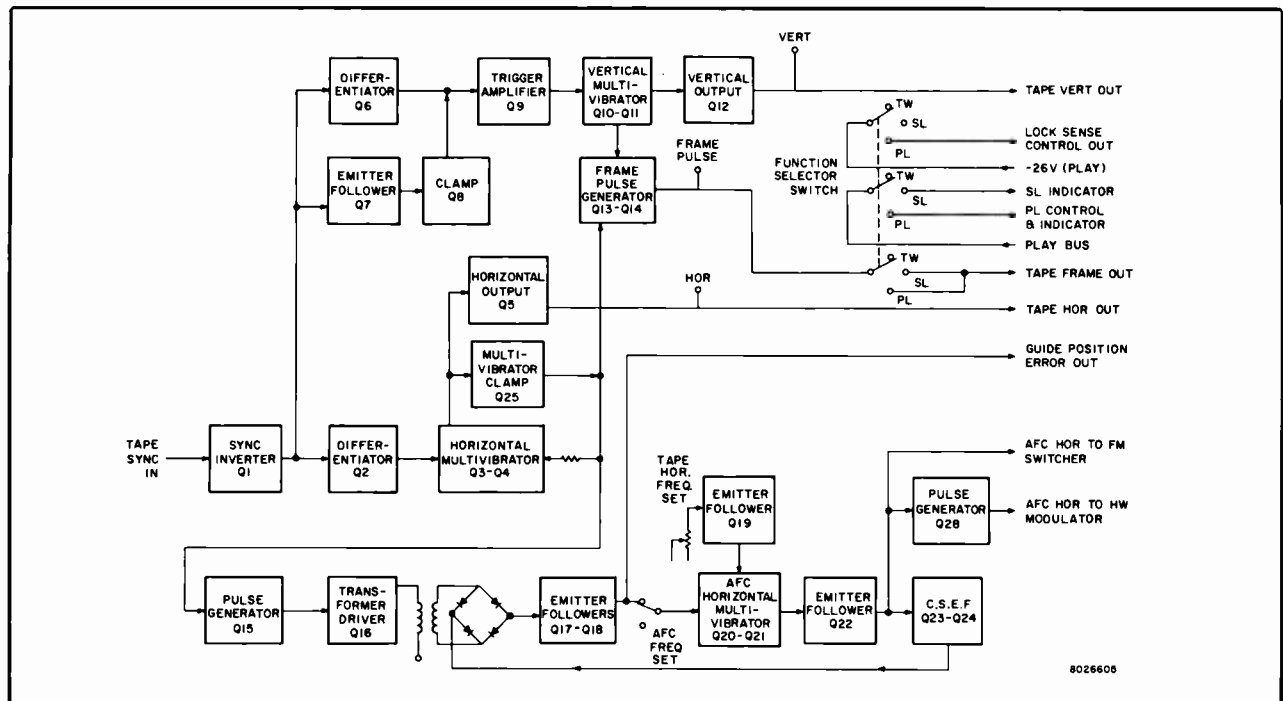 VERT
DIFFER-
ENTIATOR
Q6
TRIGGER
AMPLIFIER
Q9
VERTICAL
MULTI-
VIBRATOR
Q10-Q11
VERTICAL
OUTPUT
Q12
TAPE VERT OUT
TW
SL
PL
LOCK SENSE
CONTROL OUT
FUNCTION
SELECTOR
SWITCH
-26V (PLAY)
EMITTER
FOLLOWER
Q7
CLAMP
Q8
FRAME
PULSE
FRAME
PULSE
GENERATOR
Q13-Q14
TW
SL
PL
SL INDICATOR
PL CONTROL
& INDICATOR
PLAY BUS
TW
SL
PL
TAPE FRAME OUT
HORIZONTAL
OUTPUT
Q5
HOR
TAPE HOR OUT
MULTI-
VIBRATOR
CLAMP
Q25
GUIDE POSITION
ERROR OUT
TAPE
SYNC
IN
SYNC
INVERTER
Q1
DIFFER-
ENTIATOR
Q2
HORIZONTAL
MULTIVIBRATOR
Q3-Q4
AFC HOR TO FM
SWITCHER
TAPE
HOR.
FREQ.
SET
EMITTER
FOLLOWER
Q19
PULSE
GENERATOR
Q28
AFC HOR TO HW
MODULATOR
PULSE
GENERATOR
Q15
TRANS-
FORMER
DRIVER
Q16
EMITTER
FOLLOWERS
Q17-Q18
AFC
FREQ
SET
AFC
HORIZONTAL
MULTI-
VIBRATOR
Q20-Q21
EMITTER
FOLLOWER
Q22
C.S.E.F
Q23-Q24
8026606